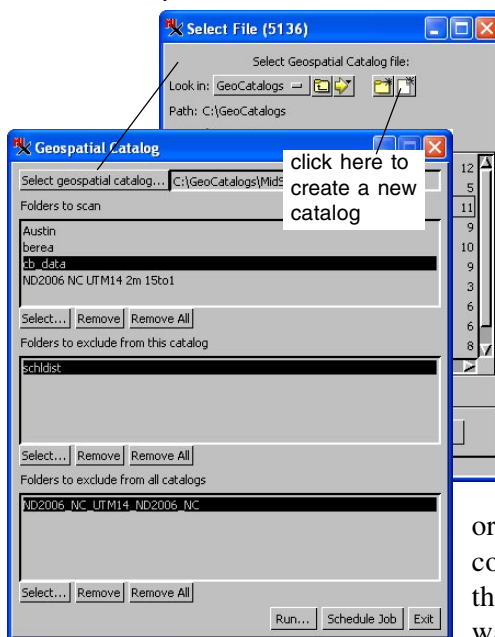 Select File (5136)
Select Geospatial Catalog file:
Look in: GeoCatalogs
Path: C:\GeoCatalogs
click here to
create a new
catalog
12
5
11
9
10
9
3
6
6
8
Geospatial Catalog
Select geospatial catalog...
Folders to scan
Austin
berea
cb_data
ND2006 NC UTM14 2m 15to1
Select... Remove Remove All
Folders to exclude from this catalog
schldist
Select... Remove Remove All
Folders to exclude from all catalogs
ND2006_NC_UTM14_ND2006_NC
Select... Remove Remove All
Run... Schedule Job Exit
or